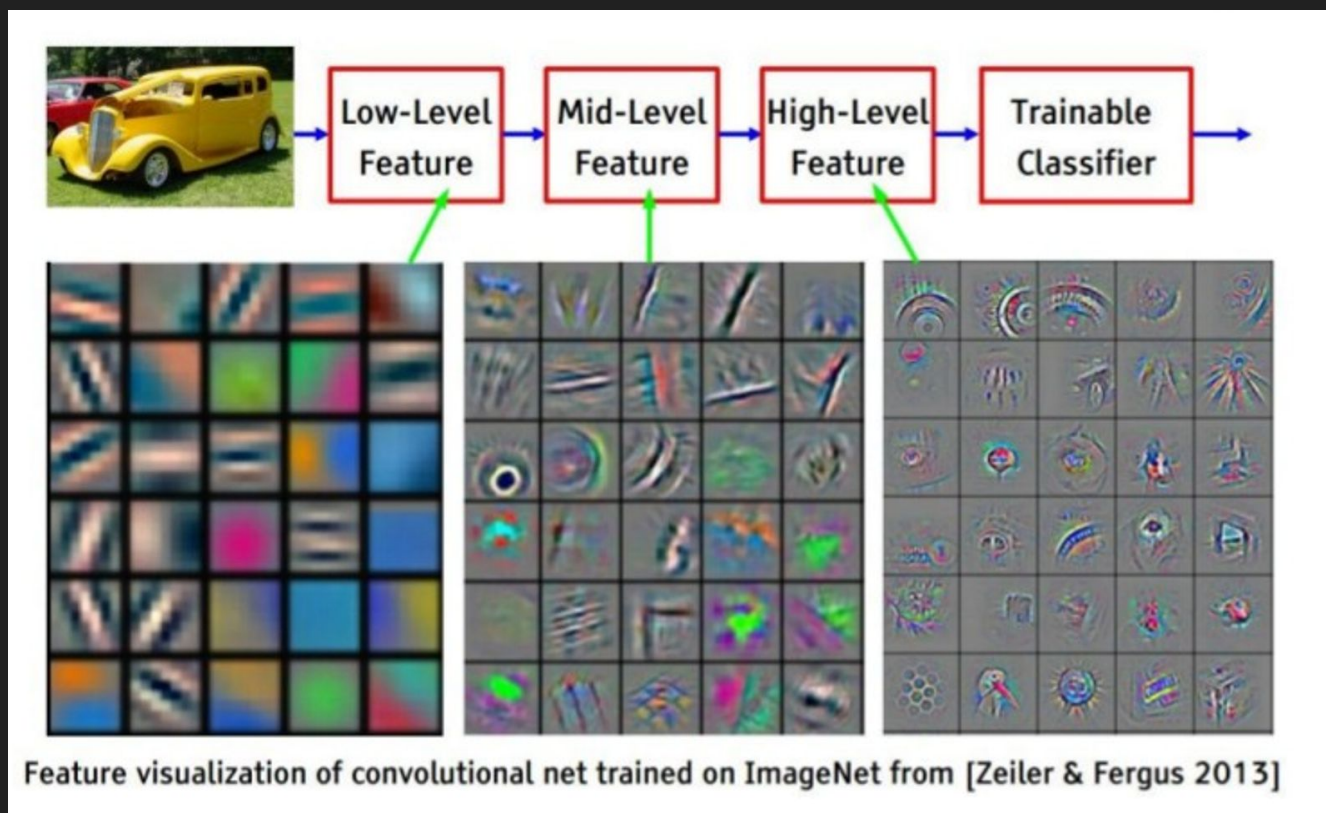 Low-Level
Feature
Mid-Level
Feature
High-Level
Feature
Trainable
Classifier
Feature visualization of convolutional net trained on ImageNet from [Zeiler & Fergus 2013]